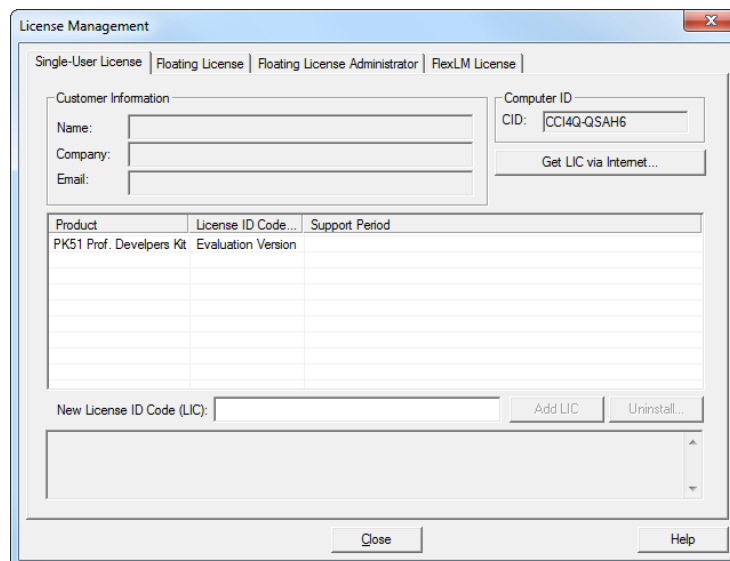 License Management
Single-User License
Floating License
Floating License Administrator
FlexLM License
Customer Information
Name:
Company:
Email:
Computer ID
CID: CCI4Q-QSAH6
Get LIC via Internet...
Product License ID Code... Support Period
PK51 Prof. Develpers Kit Evaluation Version
New License ID Code (LIC):
Add LIC
Uninstall...
Close
Help